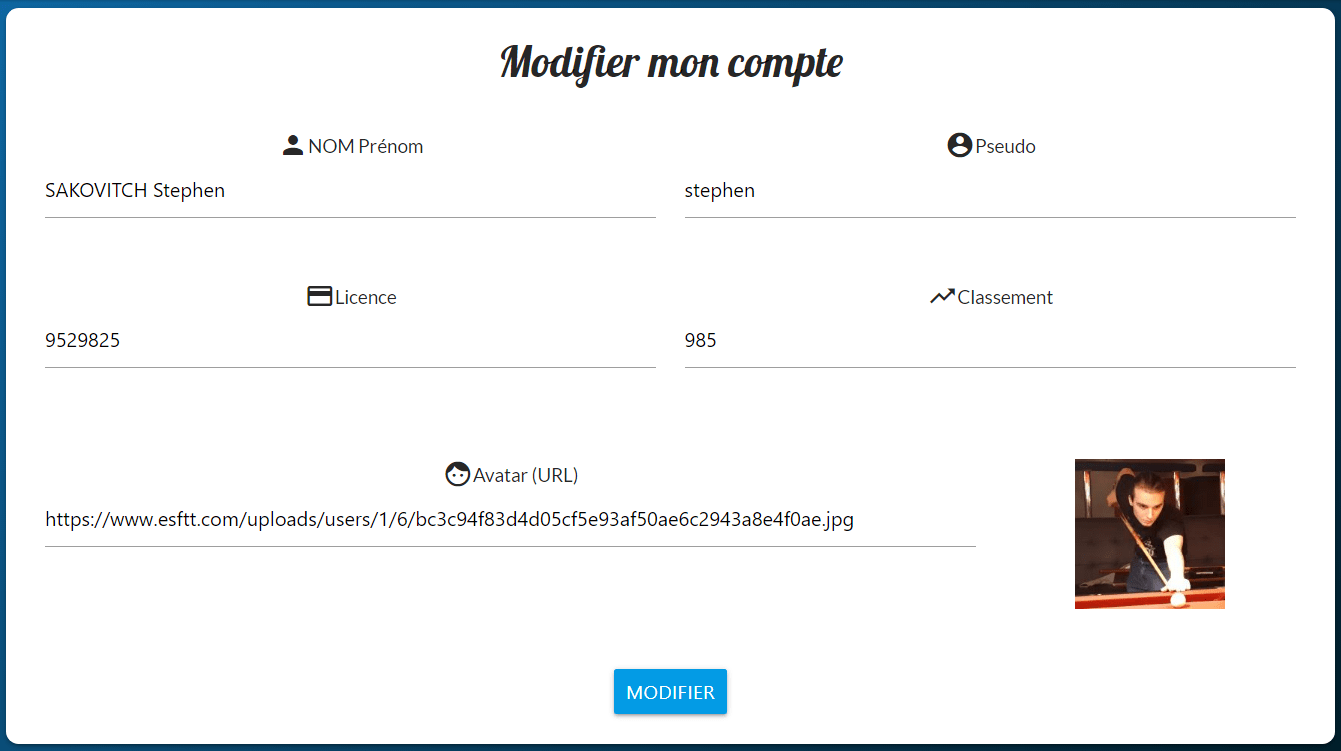 Modifier mon compte
NOM Prénom
SAKOVITCH Stephen
Pseudo
stephen
Licence
9529825
Classement
985
Avatar (URL)
https://www.esftt.com/uploads/users/1/6/bc3c94f83d4d05cf5e93af50ae6c2943a8e4f0ae.jpg
MODIFIER